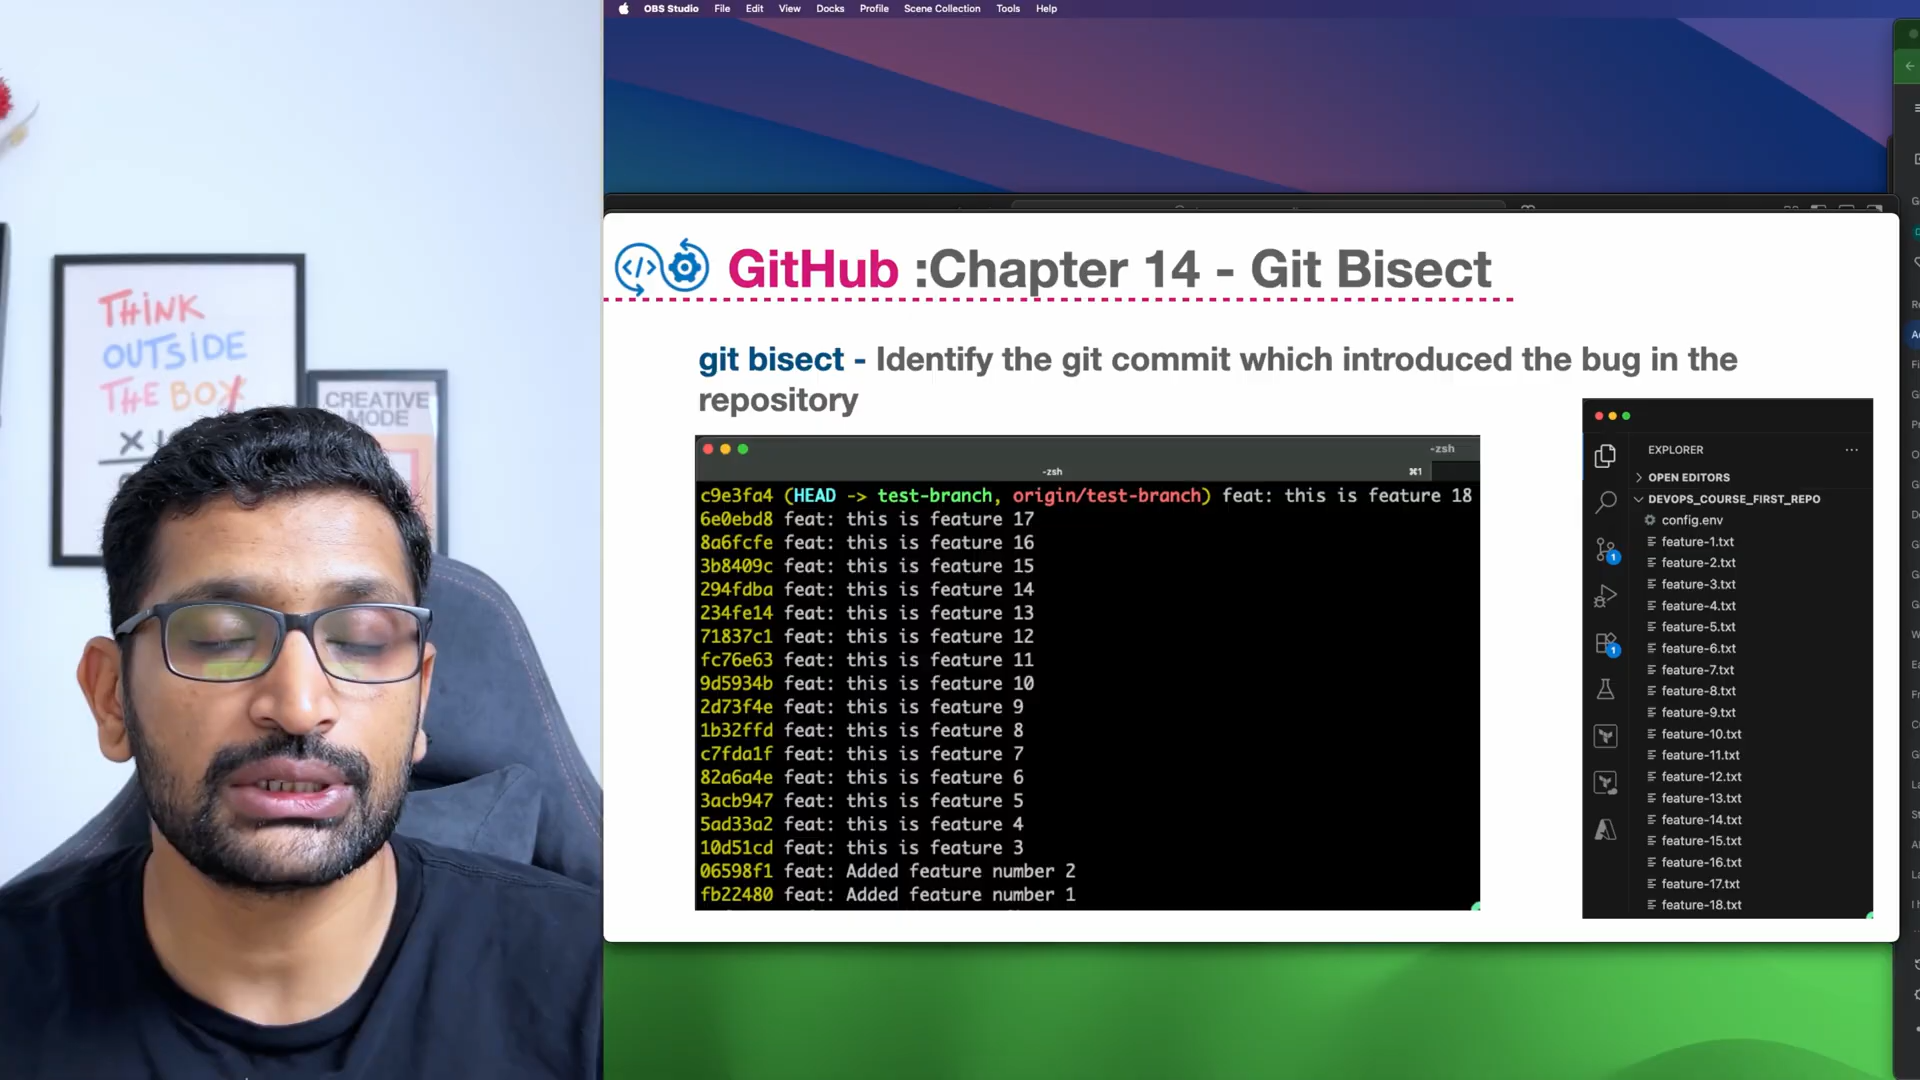 OBS Studio File Edit View Docks Profile Scene Collection Tools Help
THINK
OUTSIDE
THE BOX
CREATIVE
MODE
GitHub :Chapter 14 - Git Bisect
git bisect - Identify the git commit which introduced the bug in the
repository
-zsh
-zsh ⌘1
c9e3fa4 (HEAD -> test-branch, origin/test-branch) feat: this is feature 18
6e0ebd8 feat: this is feature 17
8a6fcfe feat: this is feature 16
3b8409c feat: this is feature 15
294fdba feat: this is feature 14
234fe14 feat: this is feature 13
71837c1 feat: this is feature 12
fc76e63 feat: this is feature 11
9d5934b feat: this is feature 10
2d73f4e feat: this is feature 9
1b32ffd feat: this is feature 8
c7fda1f feat: this is feature 7
82a6a4e feat: this is feature 6
3acb947 feat: this is feature 5
5ad33a2 feat: this is feature 4
10d51cd feat: this is feature 3
06598f1 feat: Added feature number 2
fb22480 feat: Added feature number 1
EXPLORER
OPEN EDITORS
DEVOPS_COURSE_FIRST_REPO
config.env
feature-1.txt
feature-2.txt
feature-3.txt
feature-4.txt
feature-5.txt
feature-6.txt
feature-7.txt
feature-8.txt
feature-9.txt
feature-10.txt
feature-11.txt
feature-12.txt
feature-13.txt
feature-14.txt
feature-15.txt
feature-16.txt
feature-17.txt
feature-18.txt
1
1